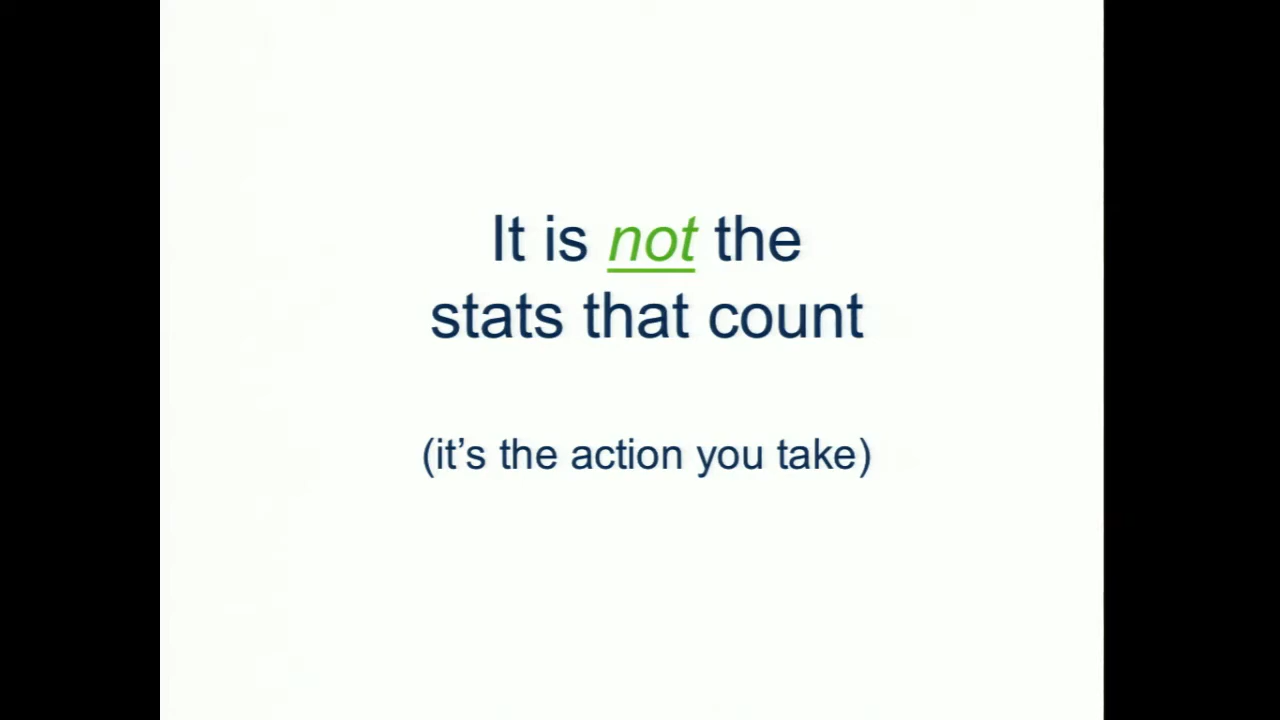 It is not the
stats that count
(it’s the action you take)